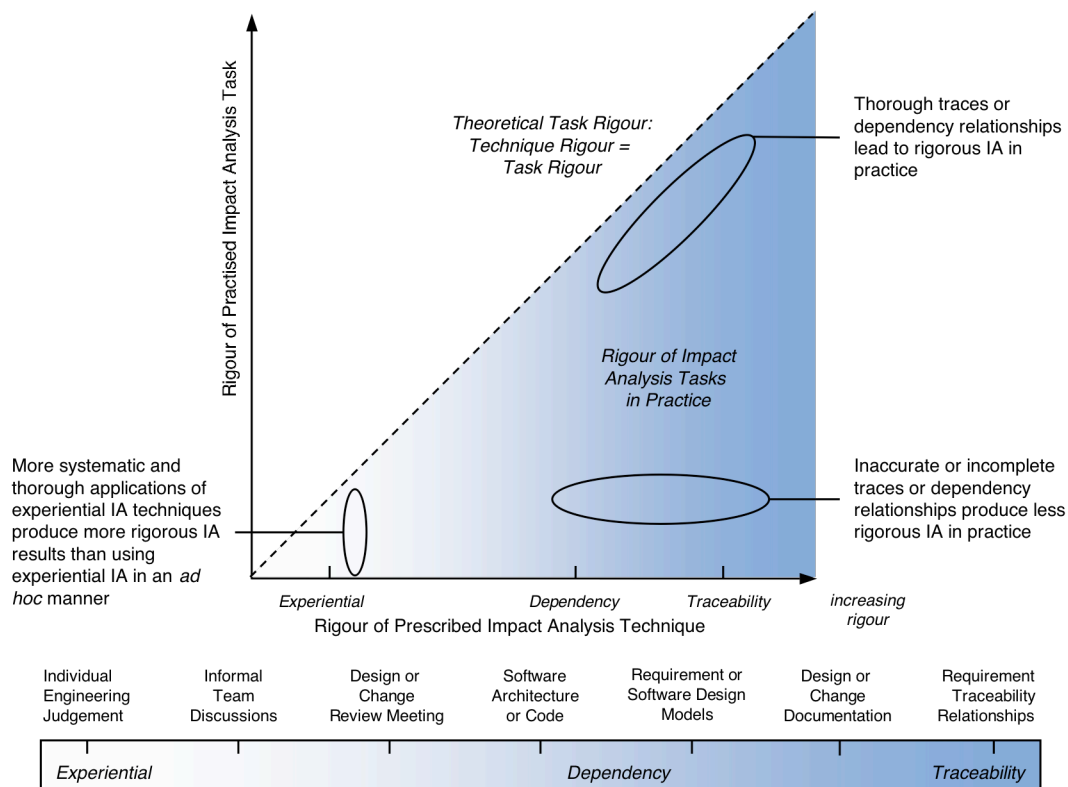 Rigour of Practised Impact Analysis Task
Theoretical Task Rigour:
Technique Rigour =
Task Rigour
Thorough traces or
dependency relationships
lead to rigorous IA in
practice
Rigour of Impact
Analysis Tasks
in Practice
More systematic and
thorough applications of
experiential IA techniques
produce more rigorous IA
results than using
experiential IA in an ad
hoc manner
Inaccurate or incomplete
traces or dependency
relationships produce less
rigorous IA in practice
Experiential
Dependency
Traceability
increasing
rigour
Rigour of Prescribed Impact Analysis Technique
Individual
Engineering
Judgement
Informal
Team
Discussions
Design or
Change
Review Meeting
Software
Architecture
or Code
Requirement or
Software Design
Models
Design or
Change
Documentation
Requirement
Traceability
Relationships
Experiential
Dependency
Traceability